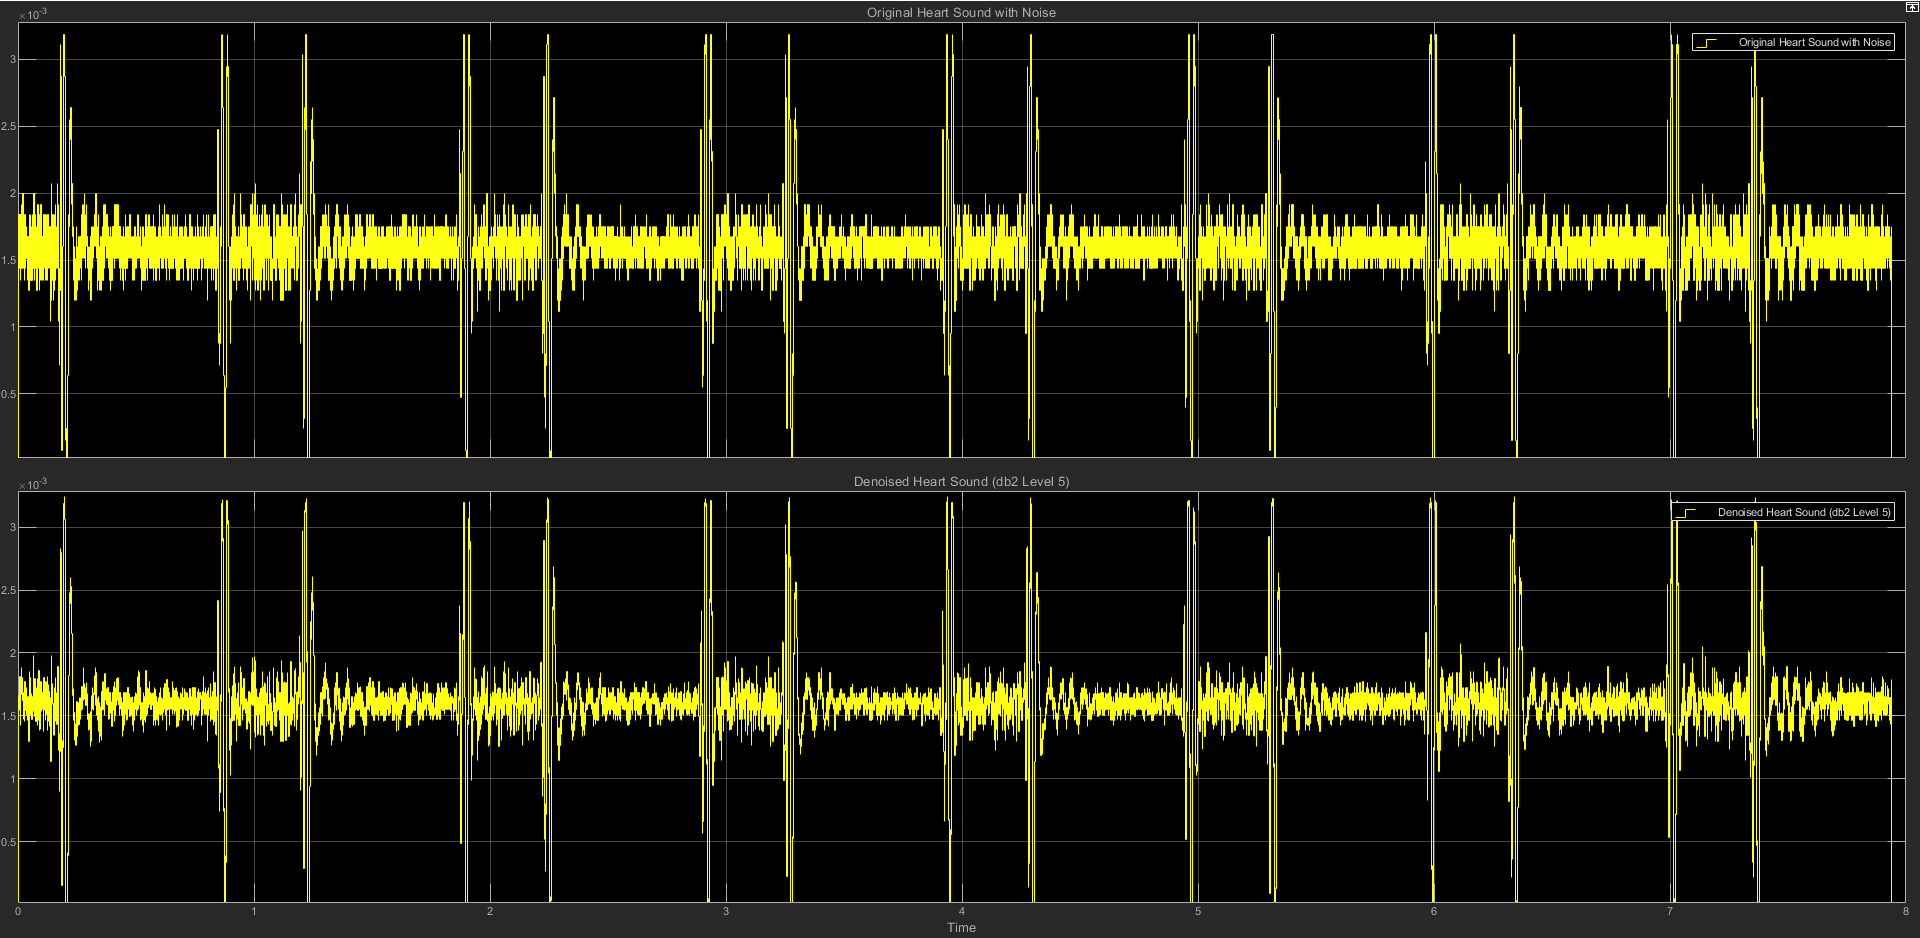 ×10⁻³
Original Heart Sound with Noise
Original Heart Sound with Noise
3
2.5
2
1.5
1
0.5
×10⁻³
Denoised Heart Sound (db2 Level 5)
Denoised Heart Sound (db2 Level 5)
3
2.5
2
1.5
1
0.5
0 1 2 3 4 5 6 7 8
Time